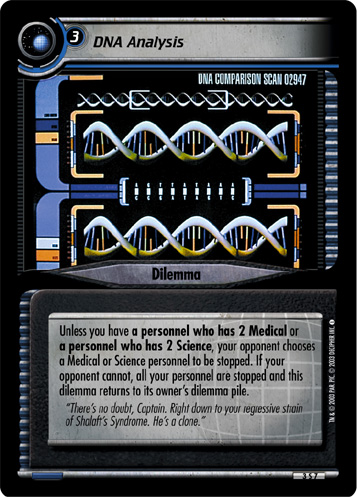 3 DNA Analysis
DNA COMPARISON SCAN 02947
Dilemma
Unless you have a personnel who has 2 Medical or
a personnel who has 2 Science, your opponent chooses
a Medical or Science personnel to be stopped. If your
opponent cannot, all your personnel are stopped and this
dilemma returns to its owner's dilemma pile.
"There's no doubt, Captain. Right down to your regressive strain
of Shalaft's Syndrome. He's a clone."
TM & © 2003 PAR. PIC. © 2003 DECIPHER INC.
3 S 7